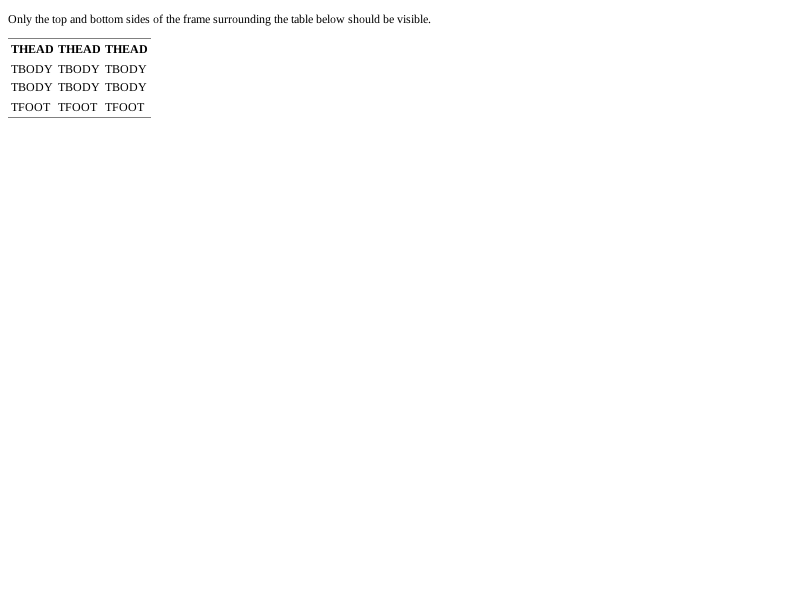 Only the top and bottom sides of the frame surrounding the table below should be visible.
THEAD THEAD THEAD
TBODY TBODY TBODY
TBODY TBODY TBODY
TFOOT TFOOT TFOOT